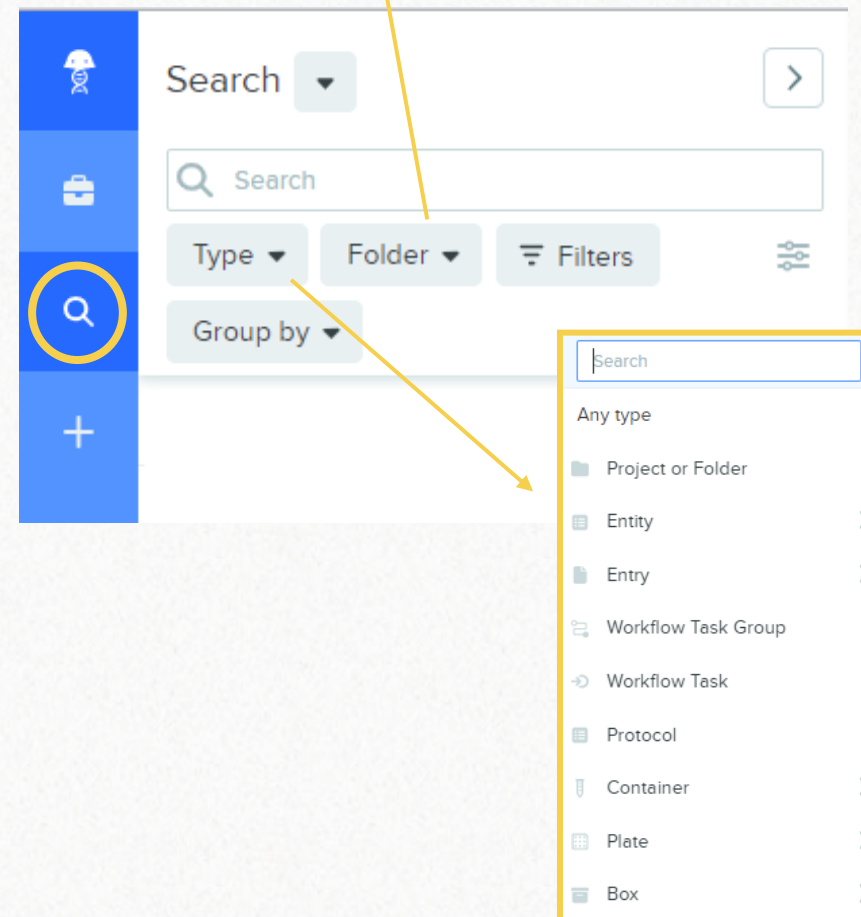 Search
Search
Type Folder Filters
Group by
Search
Any type
Project or Folder
Entity
Entry
Workflow Task Group
Workflow Task
Protocol
Container
Plate
Box